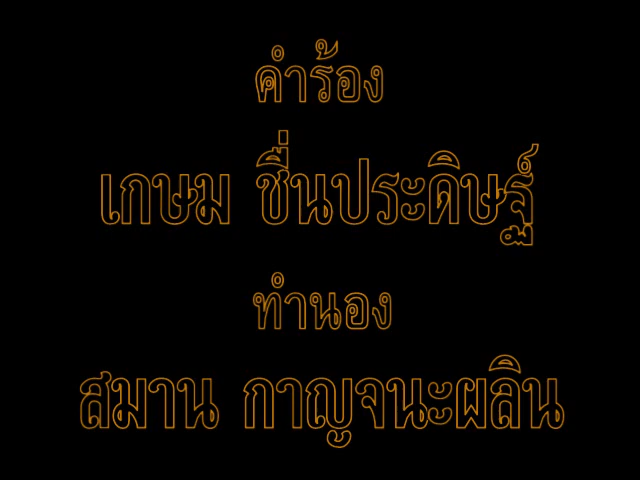 คำร้อง
เกษม ชื่นประดิษฐ์
ทำนอง
สมาน กาญจนะผลิน